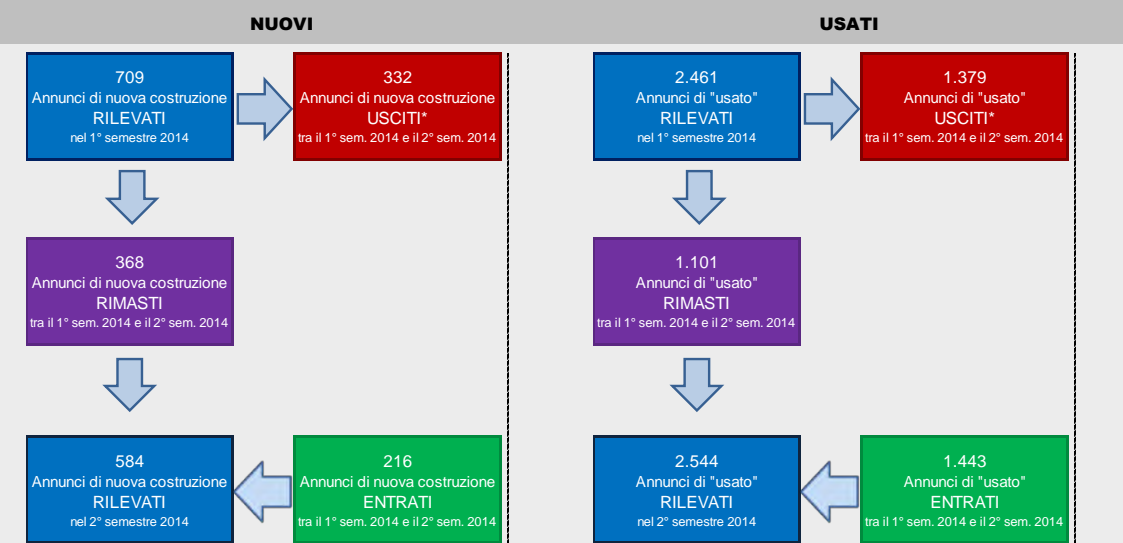 NUOVI
709
Annunci di nuova costruzione
RILEVATI
nel 1° semestre 2014
332
Annunci di nuova costruzione
USCITI*
tra il 1° sem. 2014 e il 2° sem. 2014
368
Annunci di nuova costruzione
RIMASTI
tra il 1° sem. 2014 e il 2° sem. 2014
584
Annunci di nuova costruzione
RILEVATI
nel 2° semestre 2014
216
Annunci di nuova costruzione
ENTRATI
tra il 1° sem. 2014 e il 2° sem. 2014
USATI
2.461
Annunci di "usato"
RILEVATI
nel 1° semestre 2014
1.379
Annunci di "usato"
USCITI*
tra il 1° sem. 2014 e il 2° sem. 2014
1.101
Annunci di "usato"
RIMASTI
tra il 1° sem. 2014 e il 2° sem. 2014
2.544
Annunci di "usato"
RILEVATI
nel 2° semestre 2014
1.443
Annunci di "usato"
ENTRATI
tra il 1° sem. 2014 e il 2° sem. 2014